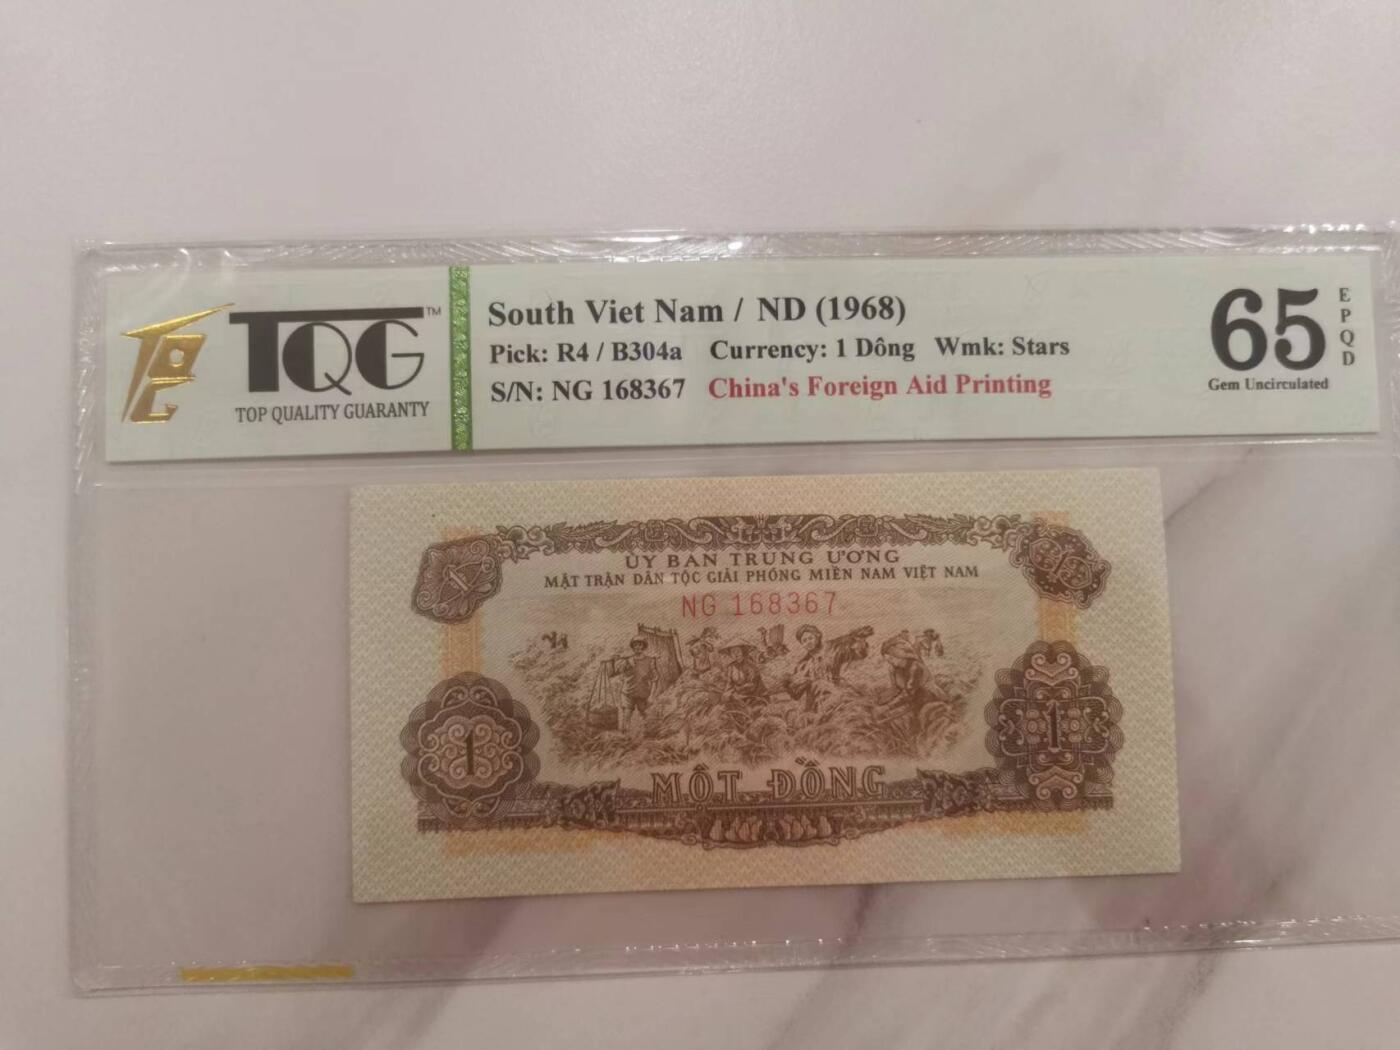 TQG™
TOP QUALITY GUARANTY
South Viet Nam / ND (1968)
Pick: R4 / B304a Currency: 1 Dông Wmk: Stars
S/N: NG 168367 China's Foreign Aid Printing
65
EPQD
Gem Uncirculated
ỦY BAN TRUNG ƯƠNG
MẶT TRẬN DÂN TỘC GIẢI PHÓNG MIỀN NAM VIỆT NAM
NG 168367
1
1
1
MỘT ĐỒNG